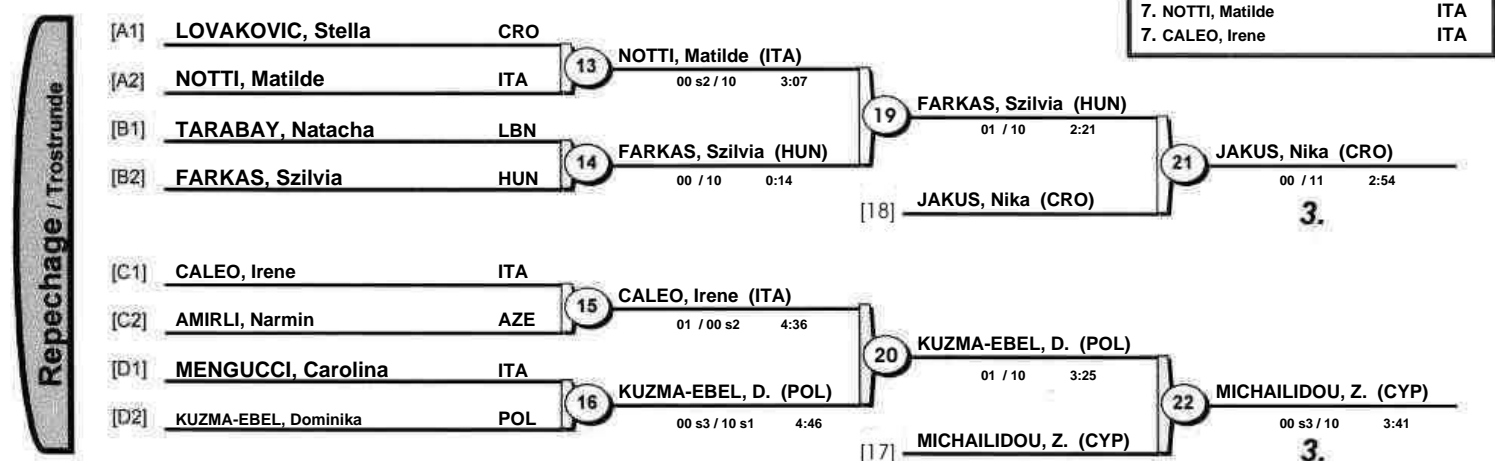 7. NOTTI, Matilde ITA
7. CALEO, Irene ITA
Repechage / Trostrunde
[A1] LOVAKOVIC, Stella CRO
13 NOTTI, Matilde (ITA)
[A2] NOTTI, Matilde ITA
00 s2 / 10 3:07
19 FARKAS, Szilvia (HUN)
[B1] TARABAY, Natacha LBN
01 / 10 2:21
14 FARKAS, Szilvia (HUN)
21 JAKUS, Nika (CRO)
[B2] FARKAS, Szilvia HUN
00 / 10 0:14
00 / 11 2:54
[18] JAKUS, Nika (CRO)
3.
[C1] CALEO, Irene ITA
15 CALEO, Irene (ITA)
[C2] AMIRLI, Narmin AZE
01 / 00 s2 4:36
20 KUZMA-EBEL, D. (POL)
[D1] MENGUCCI, Carolina ITA
01 / 10 3:25
16 KUZMA-EBEL, D. (POL)
22 MICHAILIDOU, Z. (CYP)
[D2] KUZMA-EBEL, Dominika POL
00 s3 / 10 s1 4:46
00 s3 / 10 3:41
[17] MICHAILIDOU, Z. (CYP)
3.